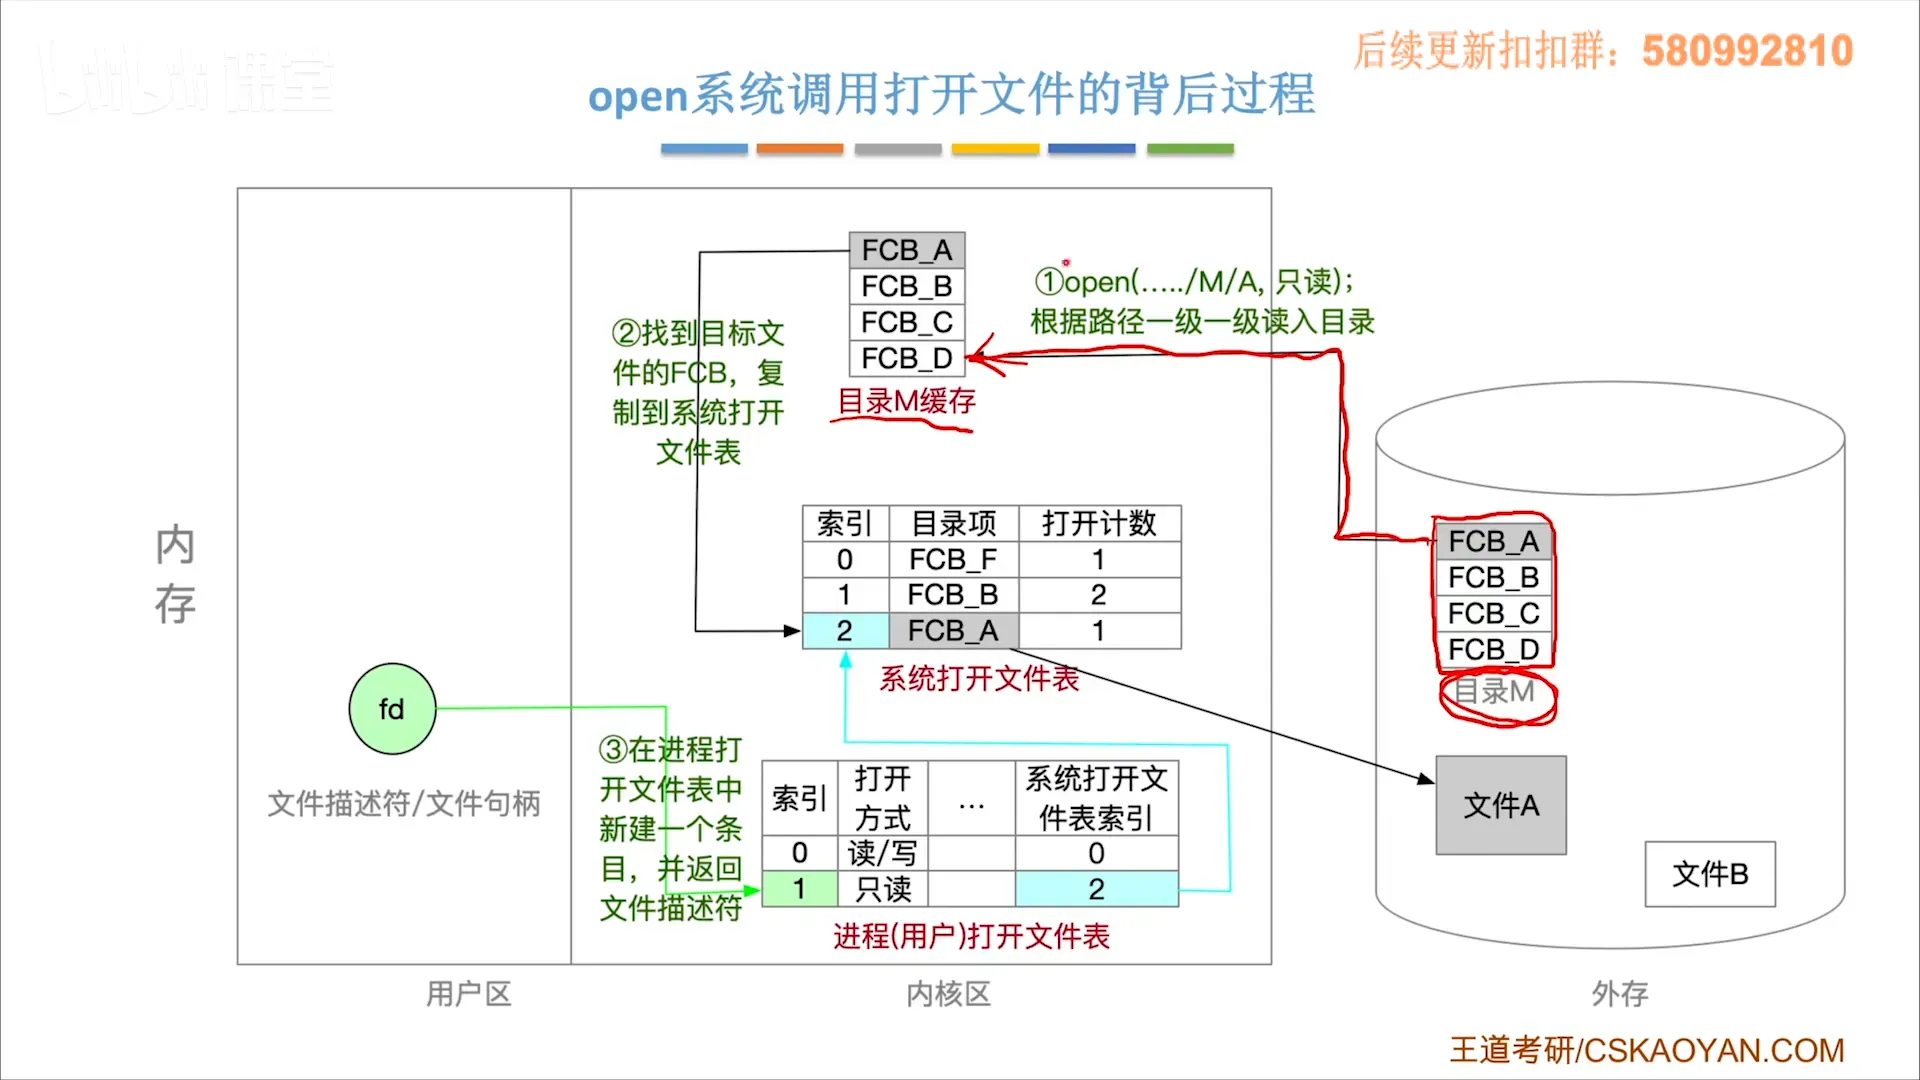 bilibili课堂
后续更新扣扣群：580992810
open系统调用打开文件的背后过程
内存
FCB_A
FCB_B
FCB_C
FCB_D
目录M缓存
①open(…../M/A, 只读)；
根据路径一级一级读入目录
②找到目标文
件的FCB，复
制到系统打开
文件表
索引 目录项 打开计数
0 FCB_F 1
1 FCB_B 2
2 FCB_A 1
系统打开文件表
fd
文件描述符/文件句柄
③在进程打
开文件表中
新建一个条
目，并返回
文件描述符
索引 打开方式 … 系统打开文件表索引
0 读/写 0
1 只读 2
进程(用户)打开文件表
FCB_A
FCB_B
FCB_C
FCB_D
目录M
文件A
文件B
用户区
内核区
外存
王道考研/CSKAOYAN.COM